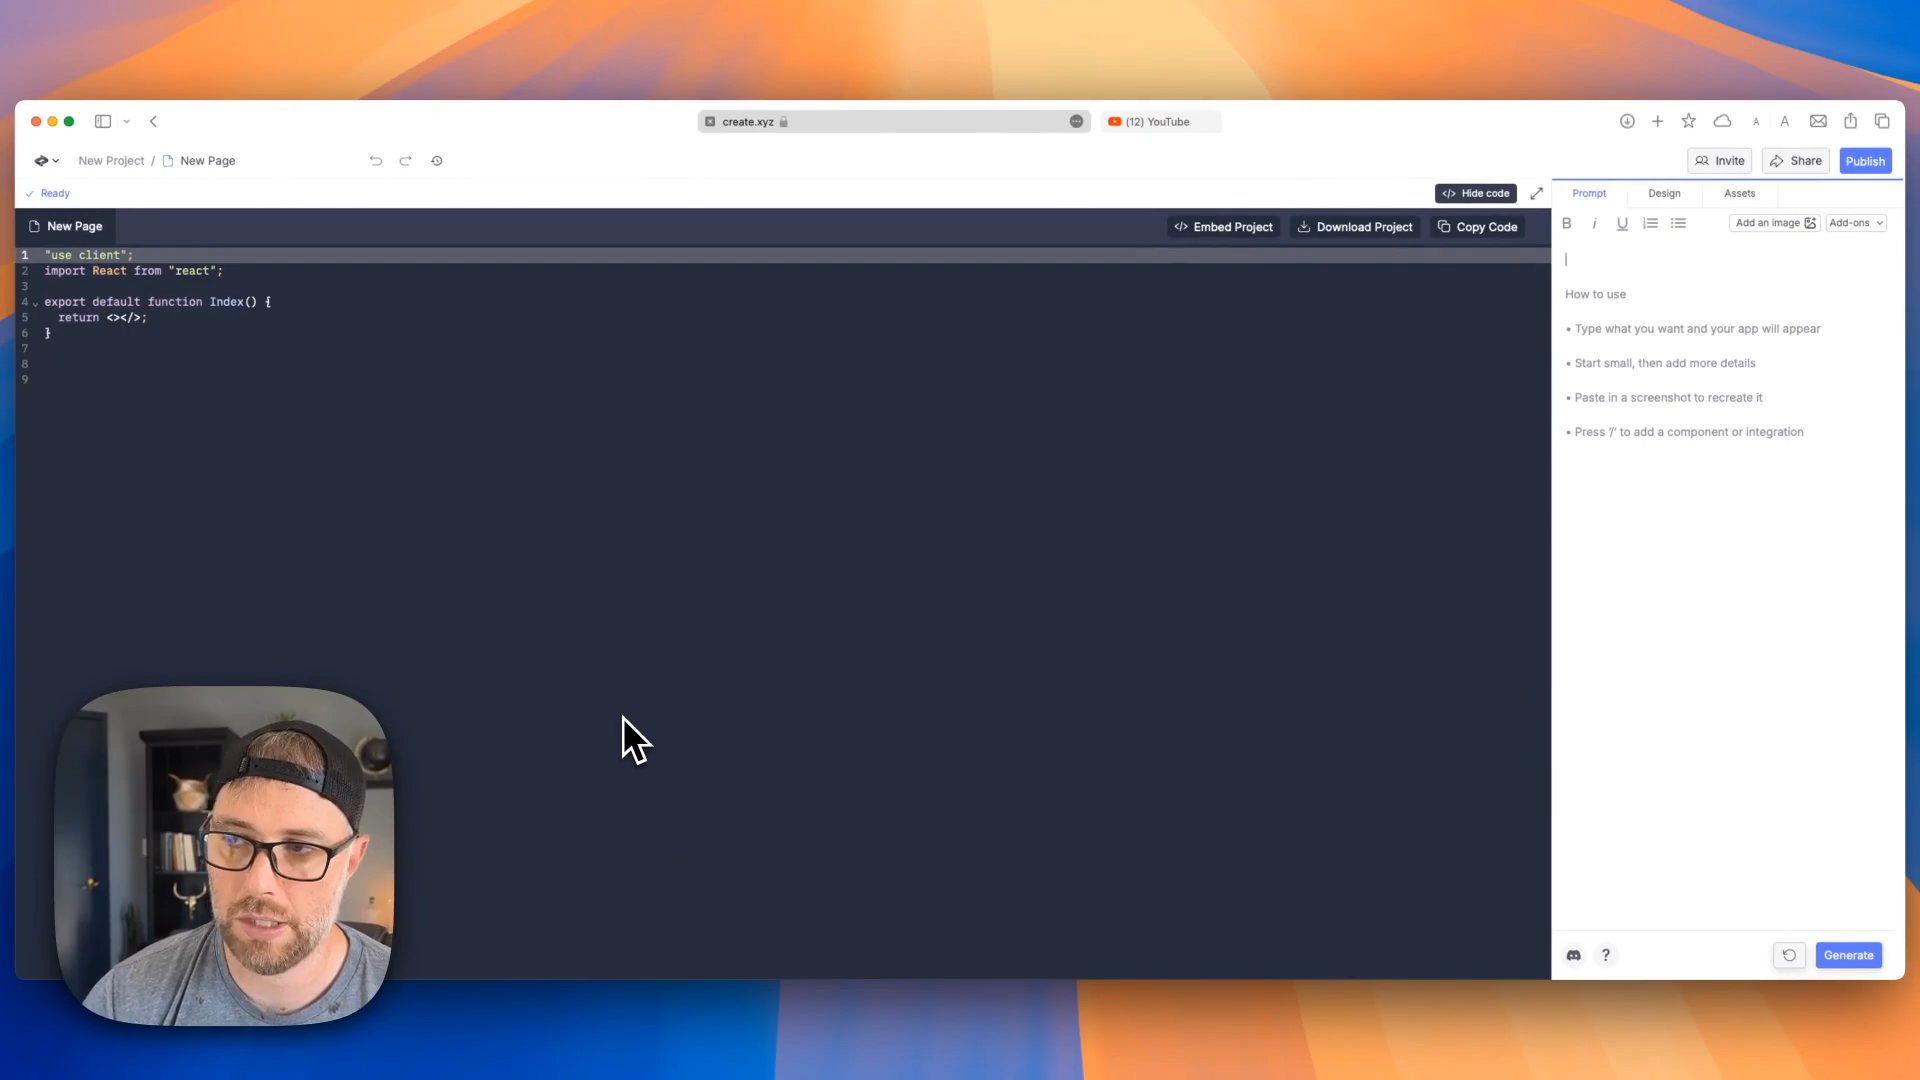 create.xyz
(12) YouTube
A A
New Project / New Page
Invite Share Publish
Ready
Hide code
Prompt Design Assets
New Page
Embed Project Download Project Copy Code
B i U Add an image Add-ons
1 "use client";
2 import React from "react";
3
4 export default function Index() {
5 return <></>;
6 }
7
8
9
How to use
• Type what you want and your app will appear
• Start small, then add more details
• Paste in a screenshot to recreate it
• Press '/' to add a component or integration
? Generate